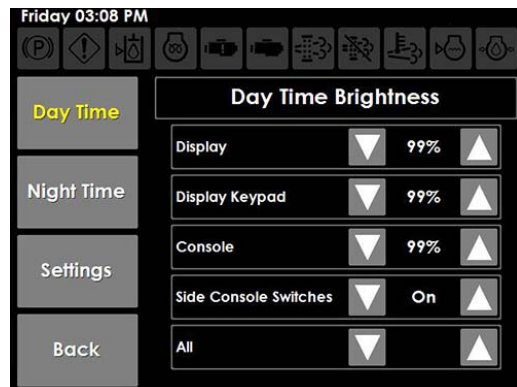 Friday 03:08 PM
Day Time Brightness
Day Time
Display 99%
Night Time
Display Keypad 99%
Console 99%
Settings
Side Console Switches On
Back
All